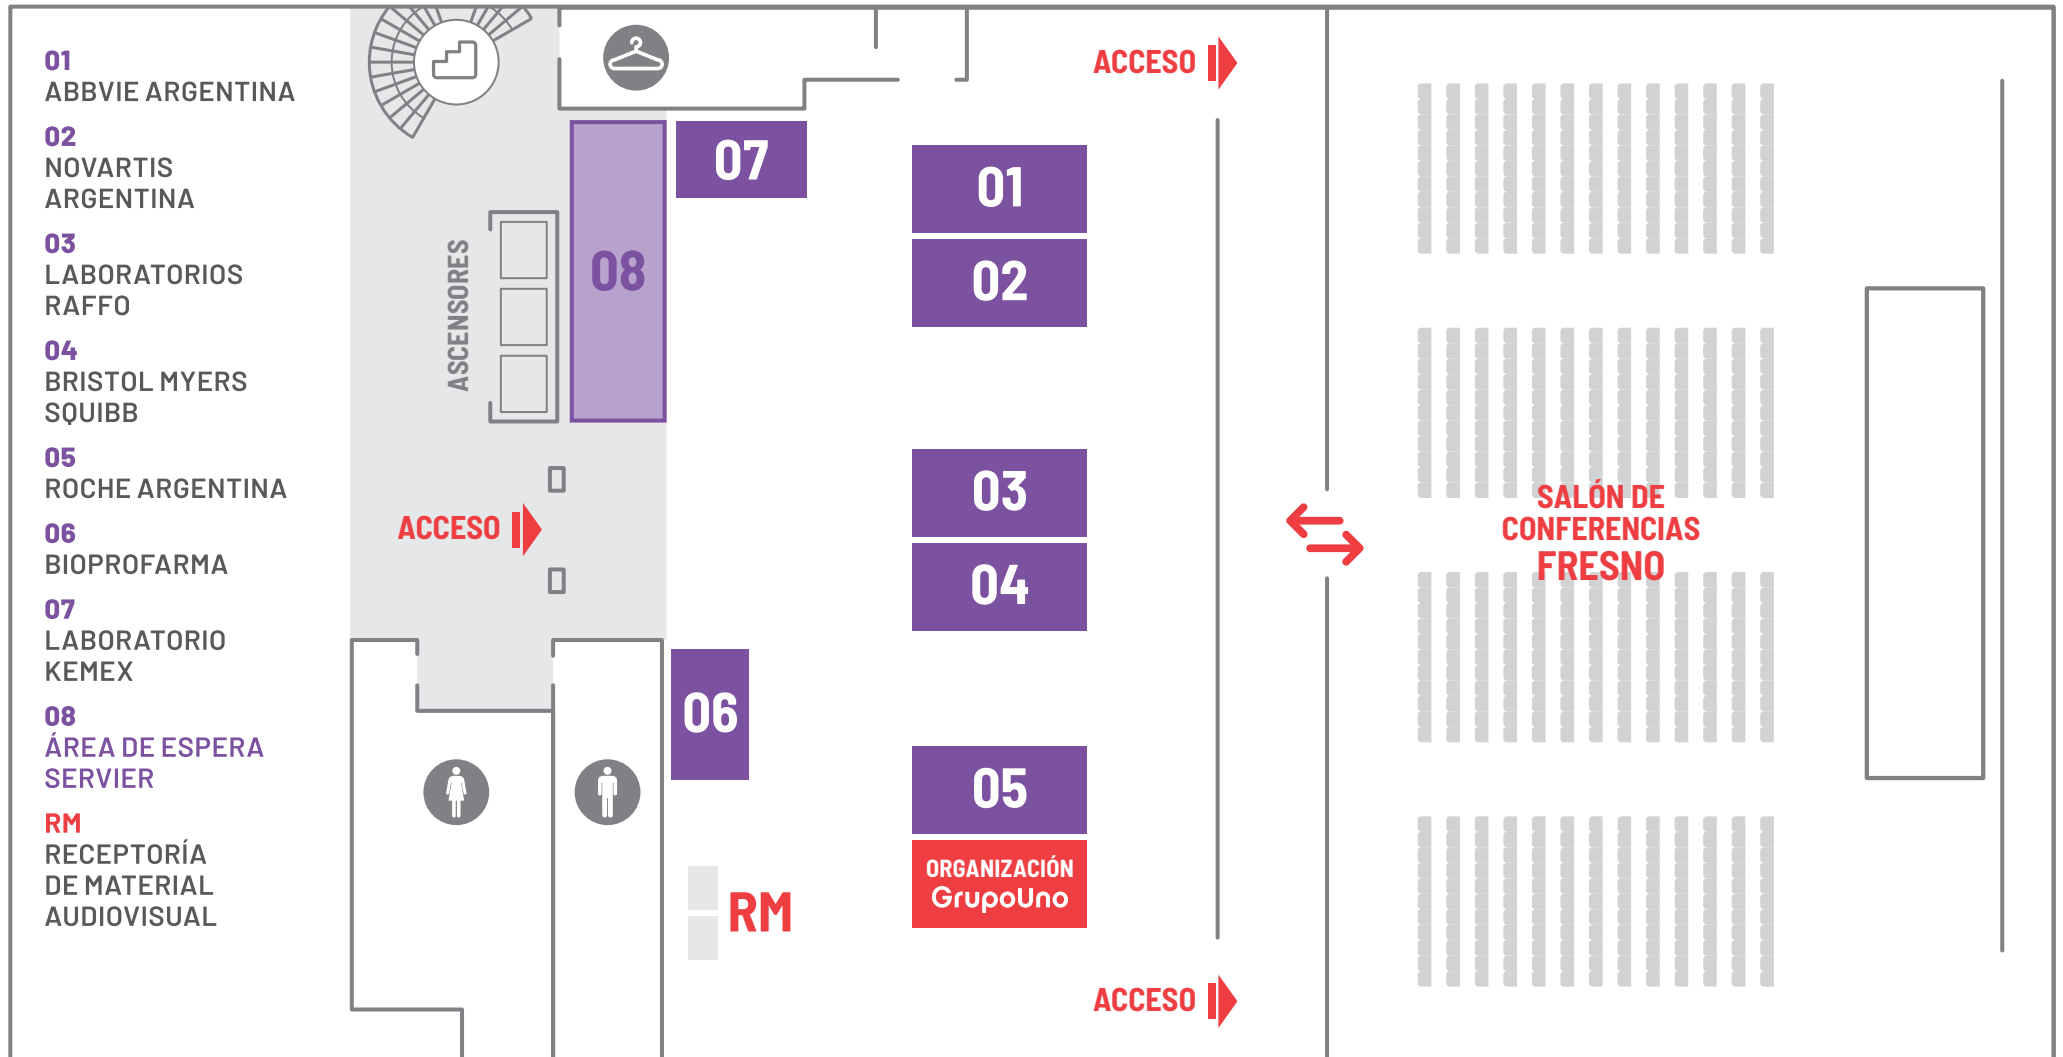 01
ABBVIE ARGENTINA
02
NOVARTIS
ARGENTINA
03
LABORATORIOS
RAFFO
04
BRISTOL MYERS
SQUIBB
05
ROCHE ARGENTINA
06
BIOPROFARMA
07
LABORATORIO
KEMEX
08
ÁREA DE ESPERA
SERVIER
RM
RECEPTORÍA
DE MATERIAL
AUDIOVISUAL
ASCENSORES
ACCESO
08
07
06
RM
01
02
03
04
05
ORGANIZACIÓN
GrupoUno
ACCESO
ACCESO
SALÓN DE
CONFERENCIAS
FRESNO